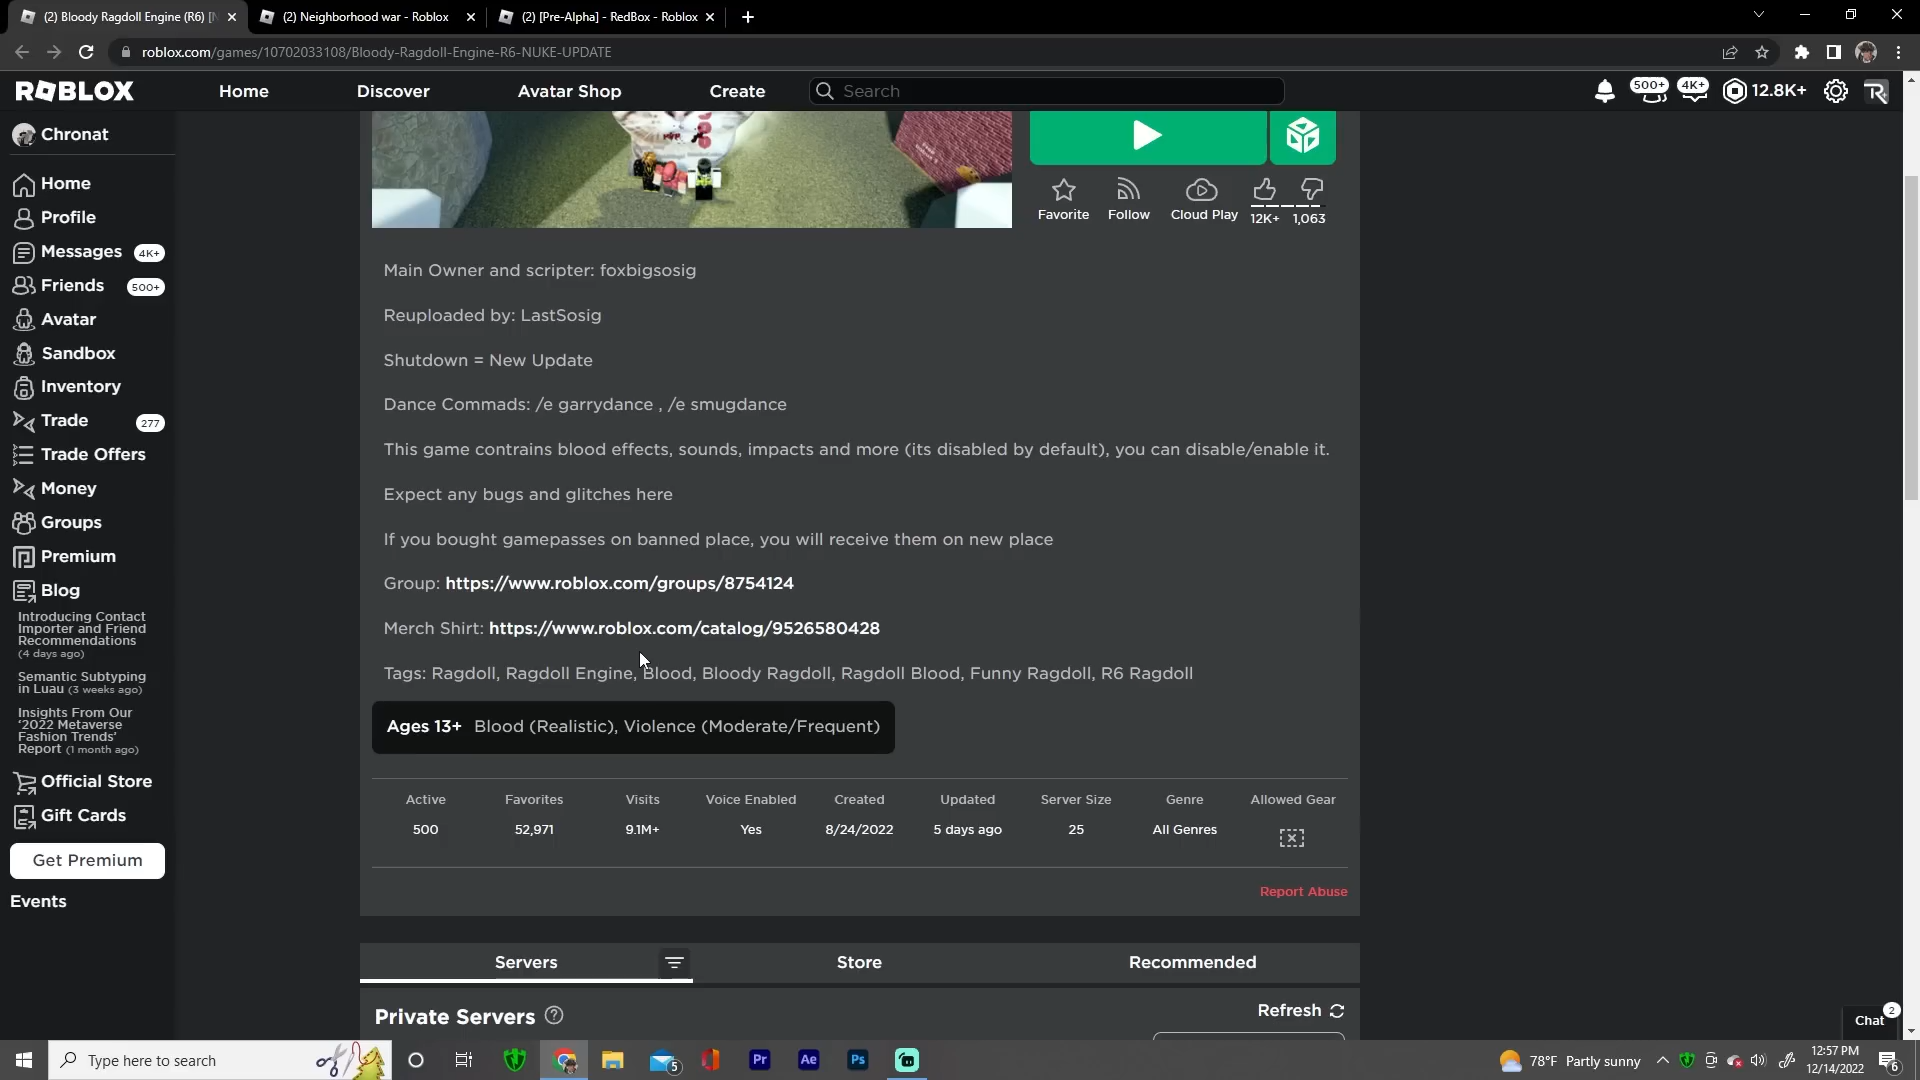 (2) Bloody Ragdoll Engine (R6) [N
(2) Neighborhood war - Roblox
(2) [Pre-Alpha] - RedBox - Roblox
roblox.com/games/10702033108/Bloody-Ragdoll-Engine-R6-NUKE-UPDATE
ROBLOX
Home
Discover
Avatar Shop
Create
Search
500+
4K+
12.8K+
Chronat
Home
Profile
Messages 4K+
Friends 500+
Avatar
Sandbox
Inventory
Trade 277
Trade Offers
Money
Groups
Premium
Blog
Introducing Contact
Importer and Friend
Recommendations
(4 days ago)
Semantic Subtyping
in Luau (3 weeks ago)
Insights From Our
'2022 Metaverse
Fashion Trends'
Report (1 month ago)
Official Store
Gift Cards
Get Premium
Events
Favorite
Follow
Cloud Play
12K+
1,063
Main Owner and scripter: foxbigsosig
Reuploaded by: LastSosig
Shutdown = New Update
Dance Commads: /e garrydance , /e smugdance
This game contrains blood effects, sounds, impacts and more (its disabled by default), you can disable/enable it.
Expect any bugs and glitches here
If you bought gamepasses on banned place, you will receive them on new place
Group: https://www.roblox.com/groups/8754124
Merch Shirt: https://www.roblox.com/catalog/9526580428
Tags: Ragdoll, Ragdoll Engine, Blood, Bloody Ragdoll, Ragdoll Blood, Funny Ragdoll, R6 Ragdoll
Ages 13+ Blood (Realistic), Violence (Moderate/Frequent)
Active Favorites Visits Voice Enabled Created Updated Server Size Genre Allowed Gear
500 52,971 9.1M+ Yes 8/24/2022 5 days ago 25 All Genres
Report Abuse
Servers
Store
Recommended
Private Servers
Refresh
Chat 2
Type here to search
5
Pr
Ae
Ps
78°F Partly sunny
12:57 PM
12/14/2022
6